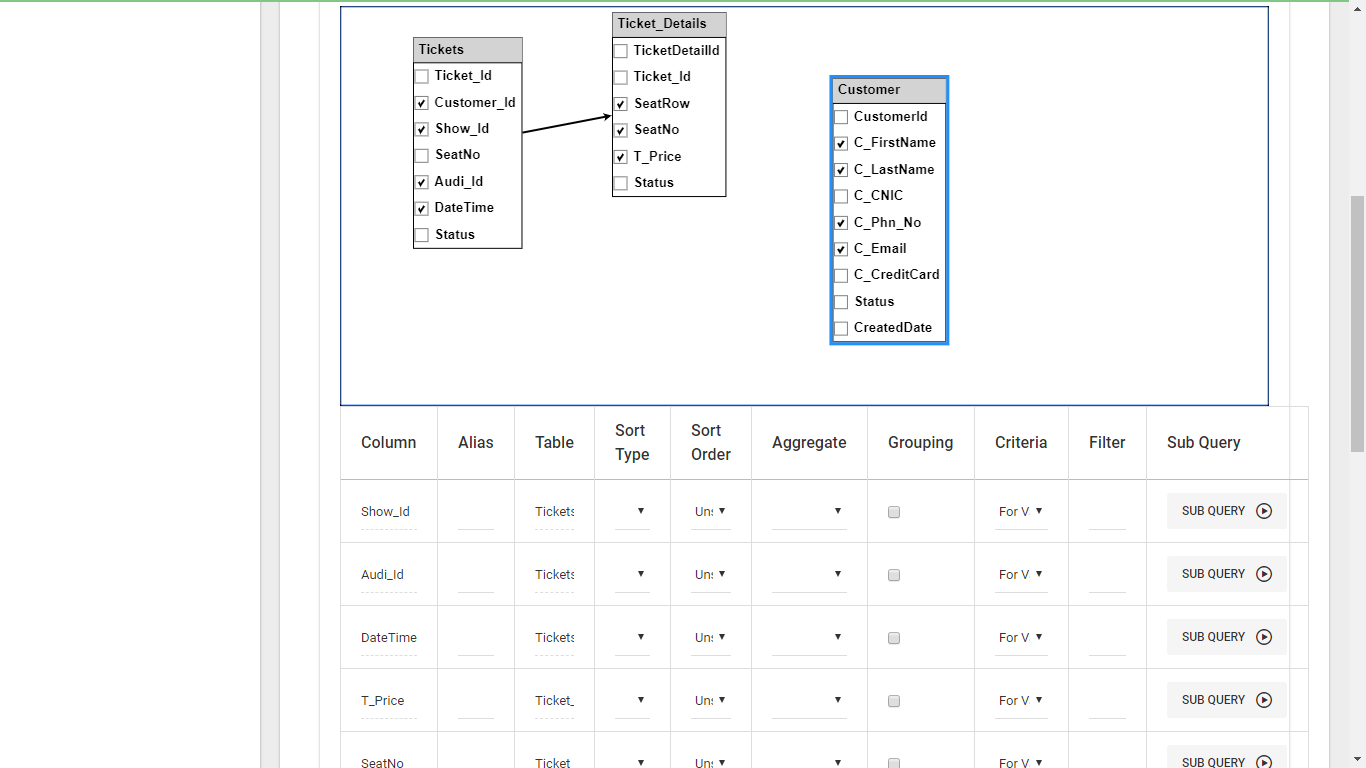 Tickets
Ticket_Id
Customer_Id
Show_Id
SeatNo
Audi_Id
DateTime
Status
Ticket_Details
TicketDetailId
Ticket_Id
SeatRow
SeatNo
T_Price
Status
Customer
CustomerId
C_FirstName
C_LastName
C_CNIC
C_Phn_No
C_Email
C_CreditCard
Status
CreatedDate
Column Alias Table Sort Type Sort Order Aggregate Grouping Criteria Filter Sub Query
Show_Id Tickets Uns For V SUB QUERY
Audi_Id Tickets Uns For V SUB QUERY
DateTime Tickets Uns For V SUB QUERY
T_Price Ticket_ Uns For V SUB QUERY
SeatNo Ticket_ Uns For V SUB QUERY